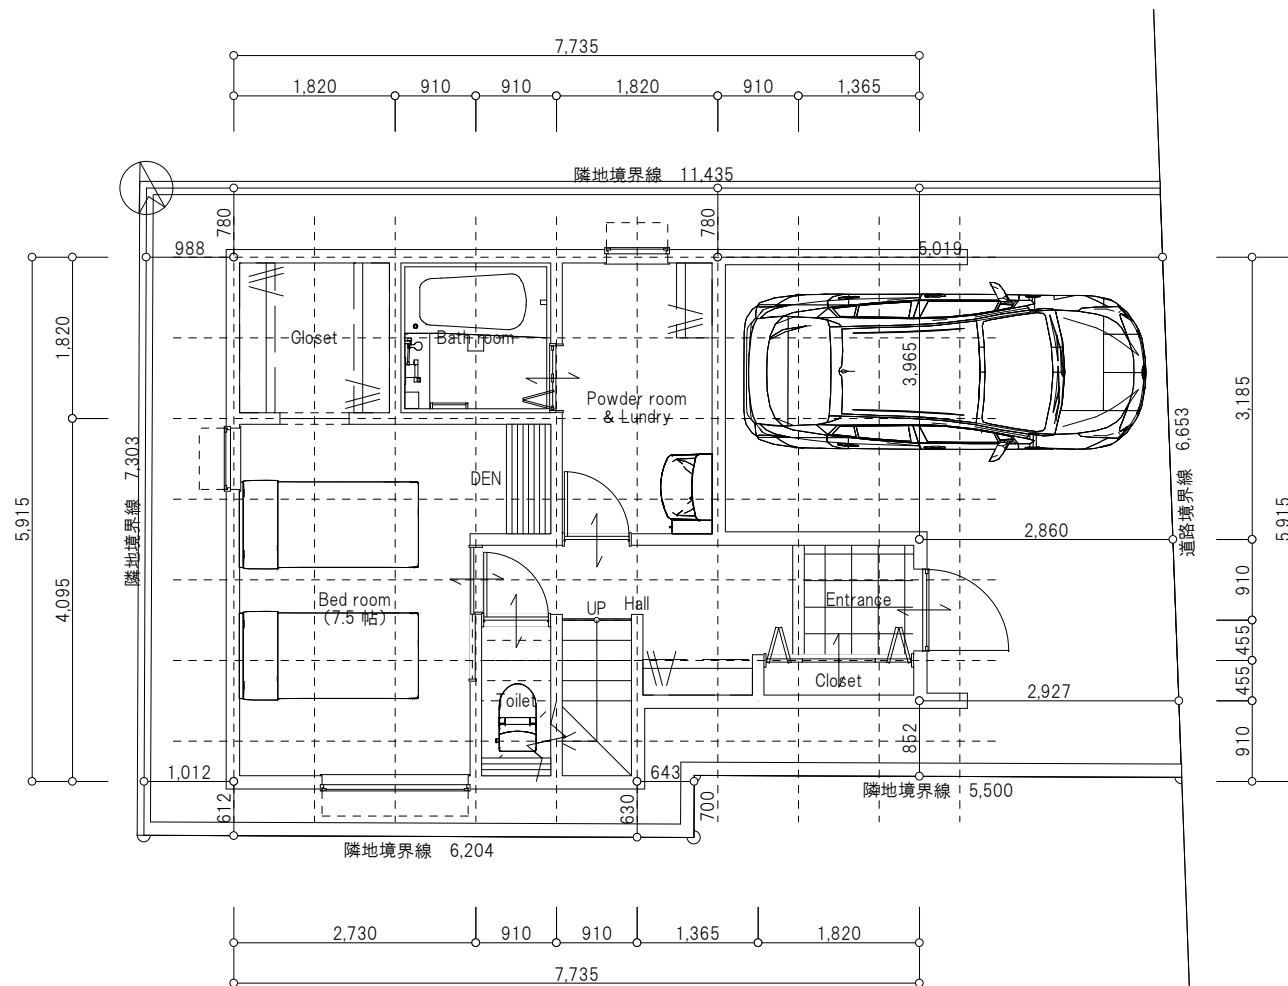 7,735
1,820 910 910 1,820 910 1,365
隣地境界線 11,435
780
780
988
5,019
1,820
Closet
Bath room
3,965
3,185
Powder room
& Lundry
6,653
道路境界線
7,303
隣地境界線
DEN
5,915
5,915
2,860
4,095
Bed room
(7.5 帖)
UP
Hall
Entrance
910
455
455
Toilet
Closet
2,927
852
910
1,012
643
612
630
700
隣地境界線 5,500
隣地境界線 6,204
2,730 910 910 1,365 1,820
7,735